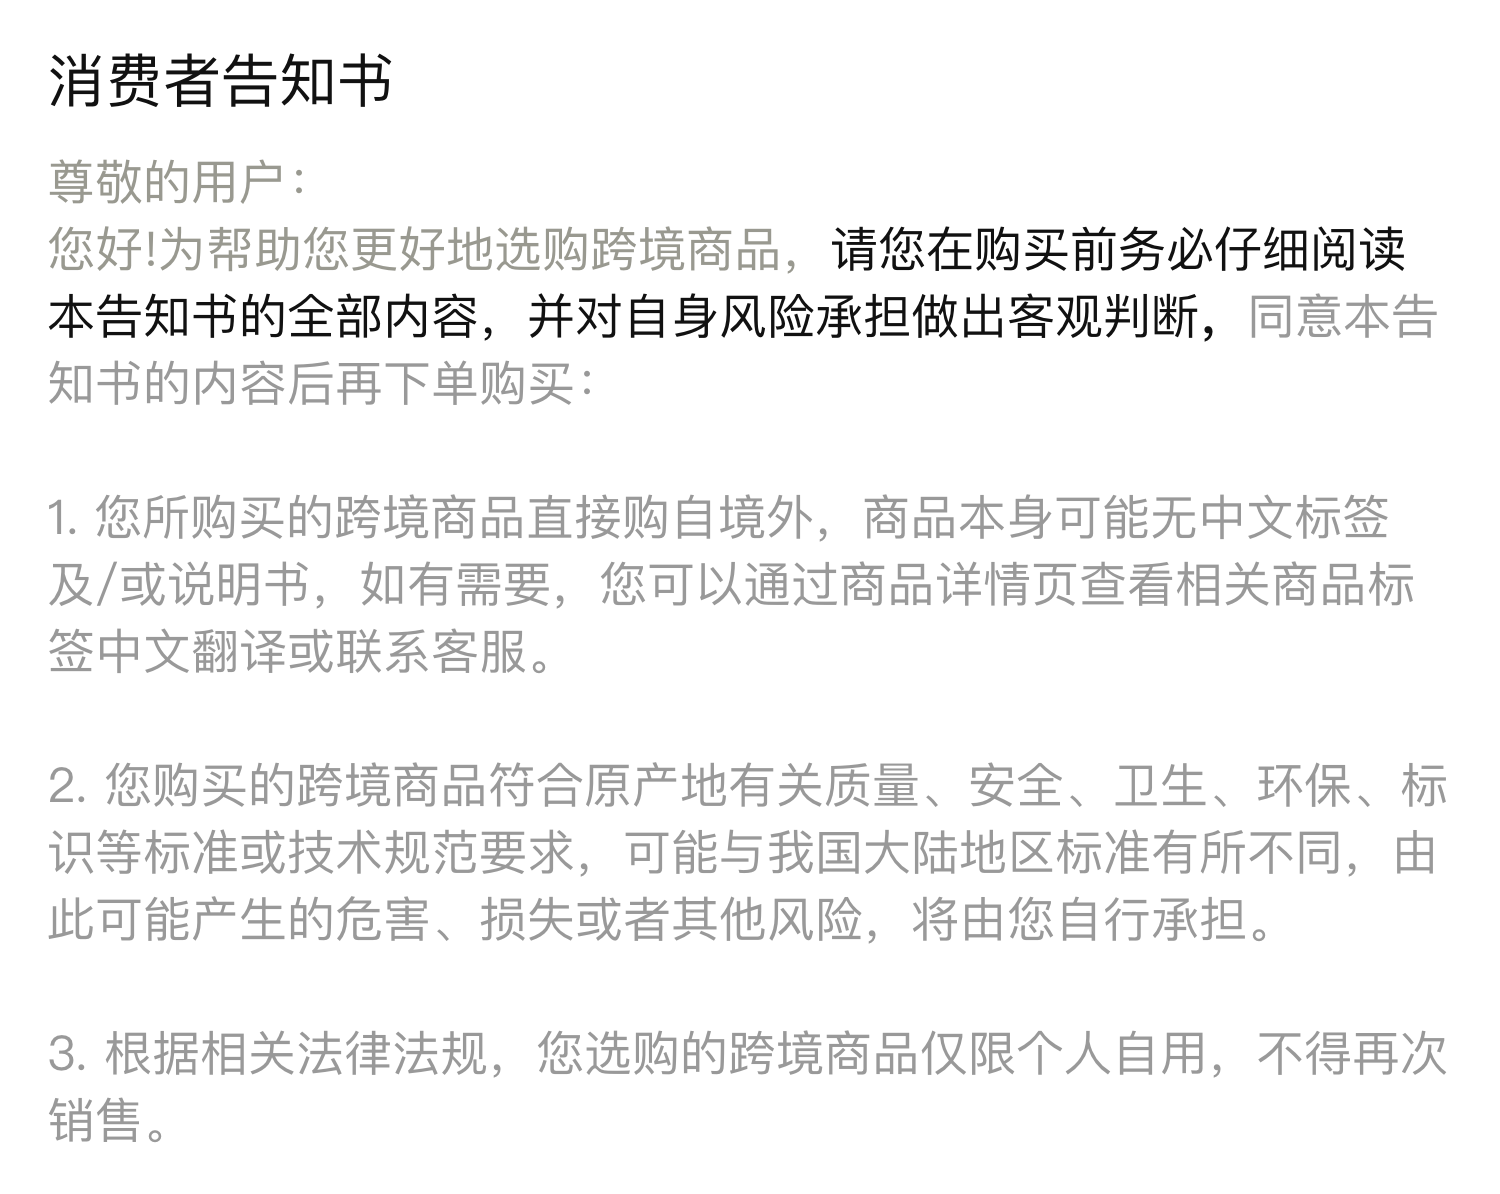 消费者告知书
尊敬的用户：
您好!为帮助您更好地选购跨境商品，请您在购买前务必仔细阅读
本告知书的全部内容，并对自身风险承担做出客观判断，同意本告
知书的内容后再下单购买：
1. 您所购买的跨境商品直接购自境外，商品本身可能无中文标签
及/或说明书，如有需要，您可以通过商品详情页查看相关商品标
签中文翻译或联系客服。
2. 您购买的跨境商品符合原产地有关质量、安全、卫生、环保、标
识等标准或技术规范要求，可能与我国大陆地区标准有所不同，由
此可能产生的危害、损失或者其他风险，将由您自行承担。
3. 根据相关法律法规，您选购的跨境商品仅限个人自用，不得再次
销售。